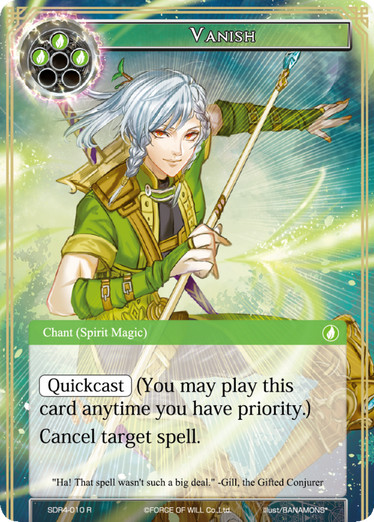 Vanish
Chant (Spirit Magic)
Quickcast (You may play this
card anytime you have priority.)
Cancel target spell.
"Ha! That spell wasn't such a big deal." -Gill, the Gifted Conjurer
SDR4-010 R ©FORCE OF WILL Co.,Ltd. Illust/BANAMONS*